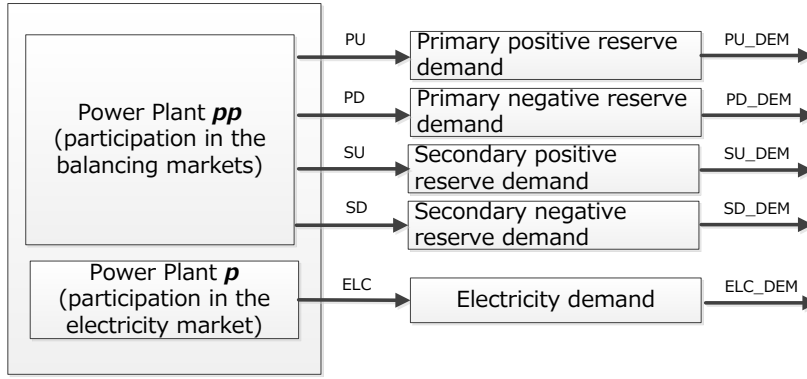 Power Plant pp
(participation in the
balancing markets)
PU
Primary positive reserve
demand
PU_DEM
PD
Primary negative reserve
demand
PD_DEM
SU
Secondary positive
reserve demand
SU_DEM
SD
Secondary negative
reserve demand
SD_DEM
Power Plant p
(participation in the
electricity market)
ELC
Electricity demand
ELC_DEM